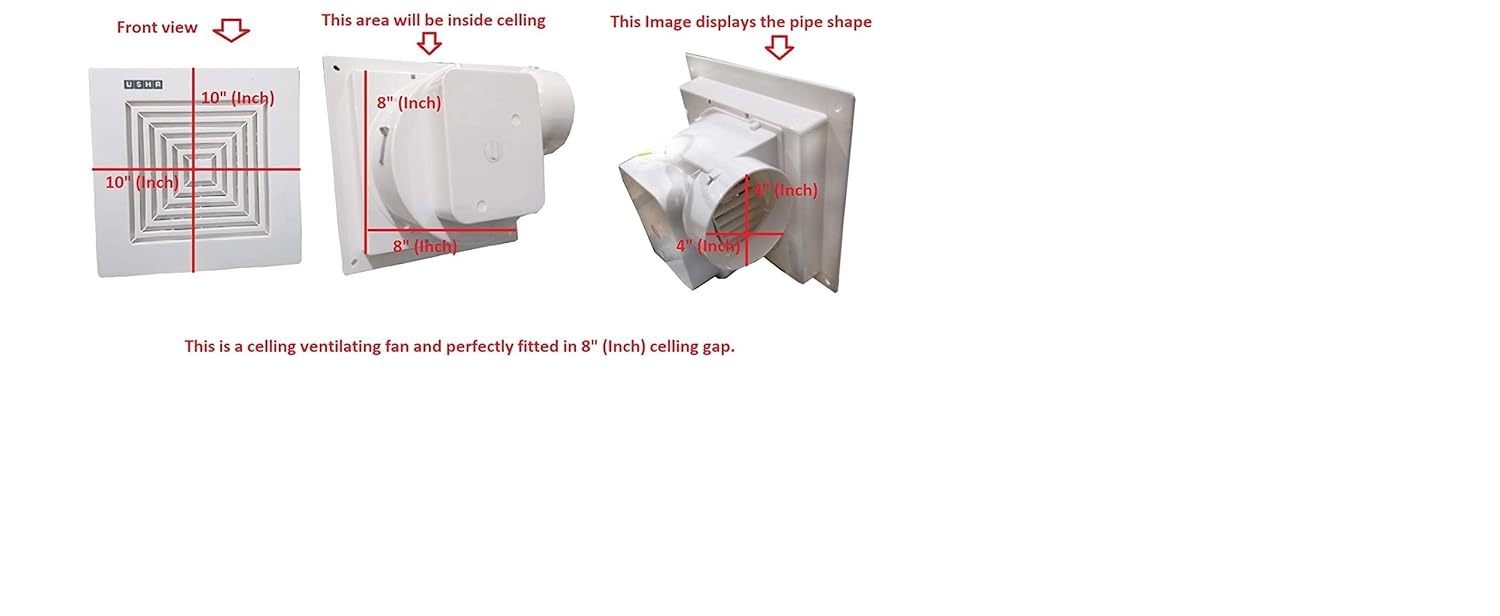 Front view
This area will be inside celling
This Image displays the pipe shape
USHA
10" (Inch)
10" (Inch)
8" (Inch)
8" (Inch)
4" (Inch)
4" (Inch)
This is a celling ventilating fan and perfectly fitted in 8" (Inch) celling gap.